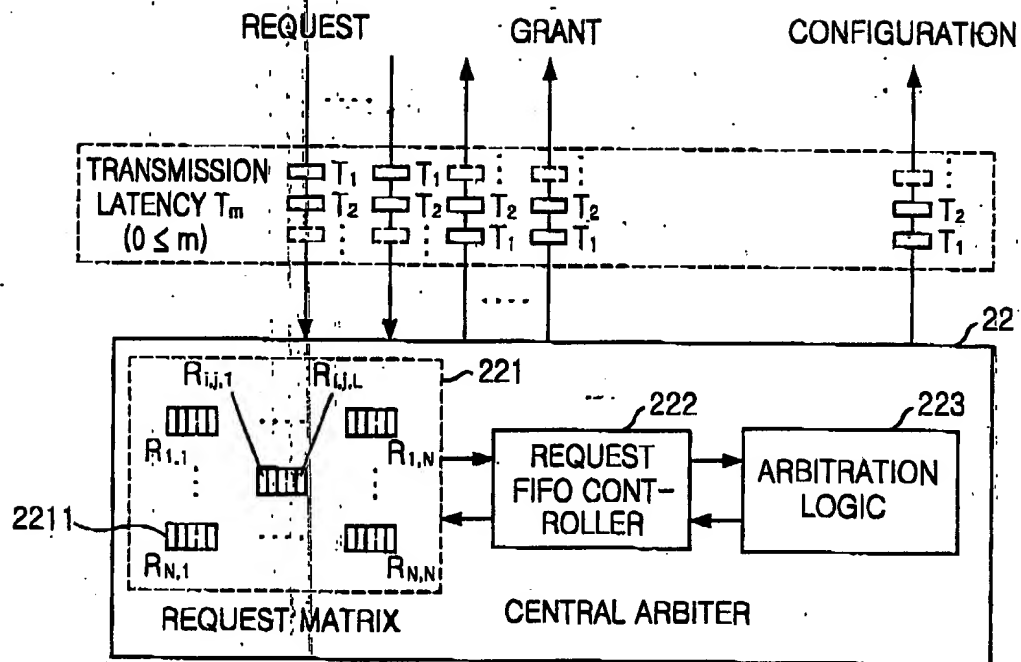 REQUEST GRANT CONFIGURATION
TRANSMISSION
LATENCY Tm
(0 ≤ m)
T1 T1 T2 T2
T2 T2 T2 T2
T1 T1 T1
22
221
Ri,j,1 Ri,j,L
222
223
R1,1 R1,N
REQUEST
FIFO CONT-
ROLLER
ARBITRATION
LOGIC
2211
RN,1 RN,N
REQUEST MATRIX
CENTRAL ARBITER